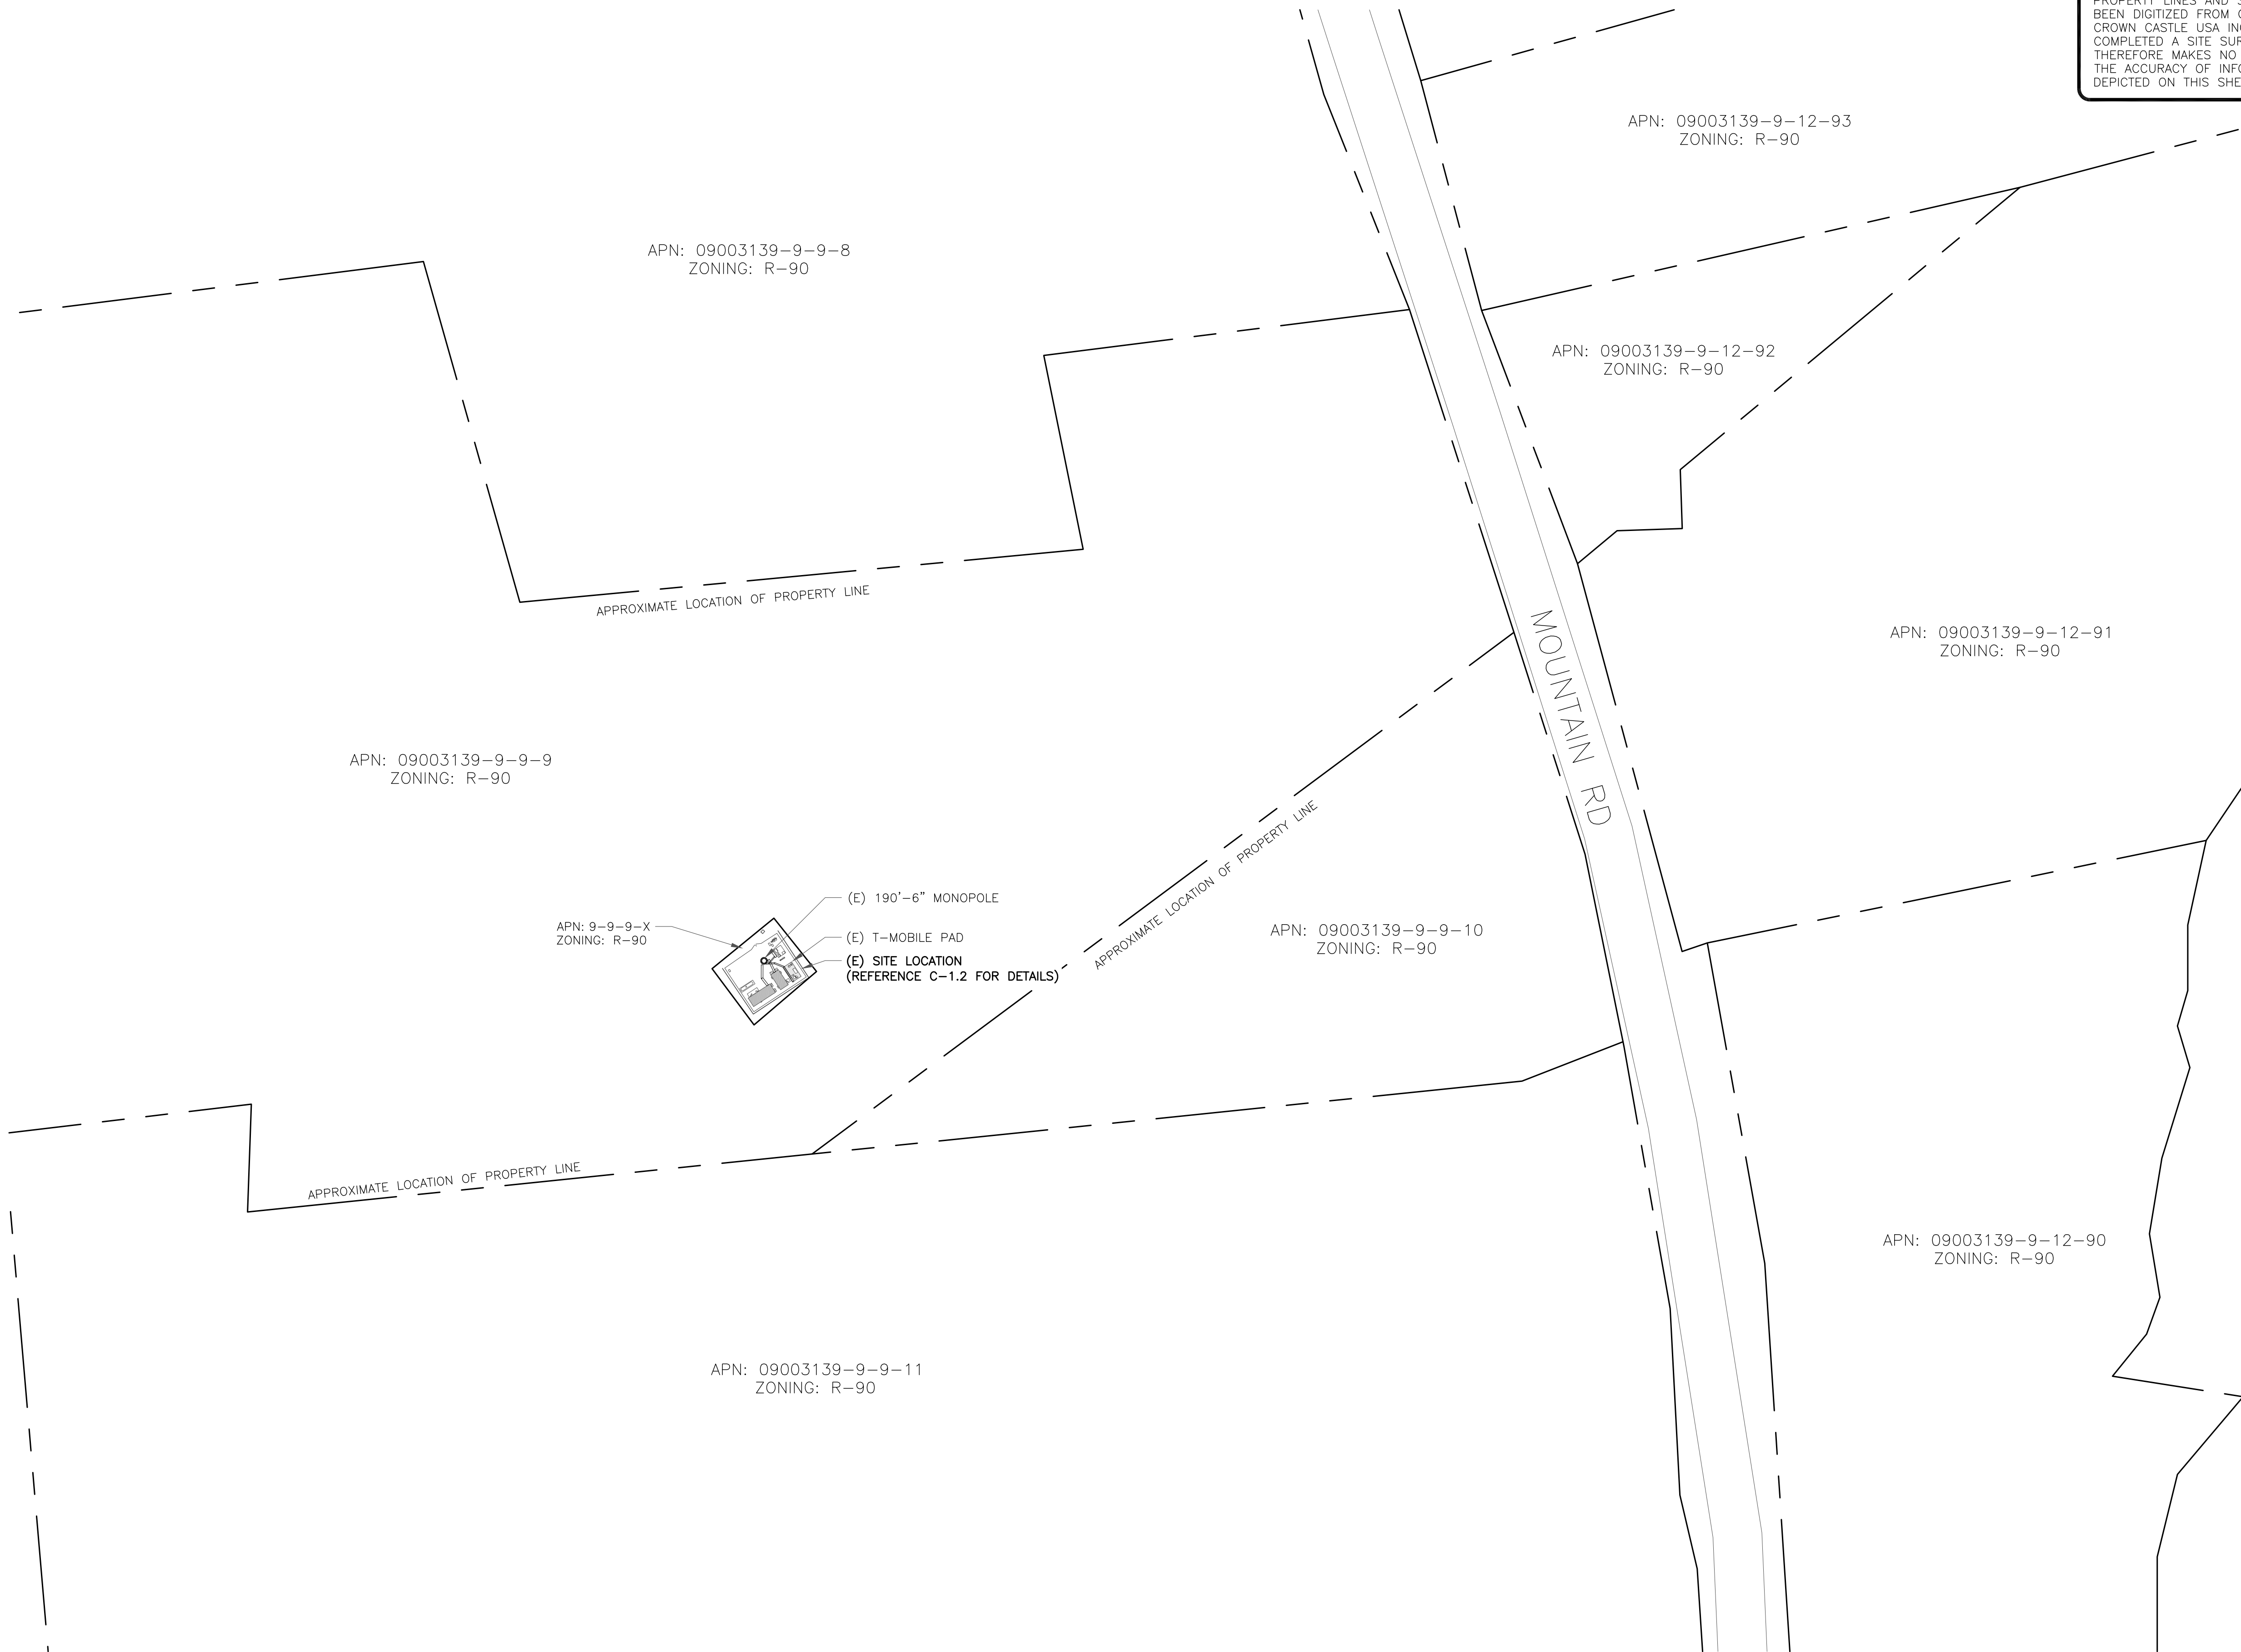 PROPERTY LINES AND
BEEN DIGITIZED FROM
CROWN CASTLE USA
COMPLETED A SITE
THEREFORE MAKES NO
THE ACCURACY OF
DEPICTED ON THIS
APN: 09003139-9-12-93
ZONING: R-90
APN: 09003139-9-9-8
ZONING: R-90
APN: 09003139-9-12-92
ZONING: R-90
APPROXIMATE LOCATION OF PROPERTY LINE
MOUNTAIN RD
APN: 09003139-9-12-91
ZONING: R-90
APN: 09003139-9-9-9
ZONING: R-90
APPROXIMATE LOCATION OF PROPERTY LINE
(E) 190'-6" MONOPOLE
APN: 9-9-9-X
ZONING: R-90
(E) T-MOBILE PAD
(E) SITE LOCATION
(REFERENCE C-1.2 FOR DETAILS)
APN: 09003139-9-9-10
ZONING: R-90
APPROXIMATE LOCATION OF PROPERTY LINE
APN: 09003139-9-12-90
ZONING: R-90
APN: 09003139-9-9-11
ZONING: R-90